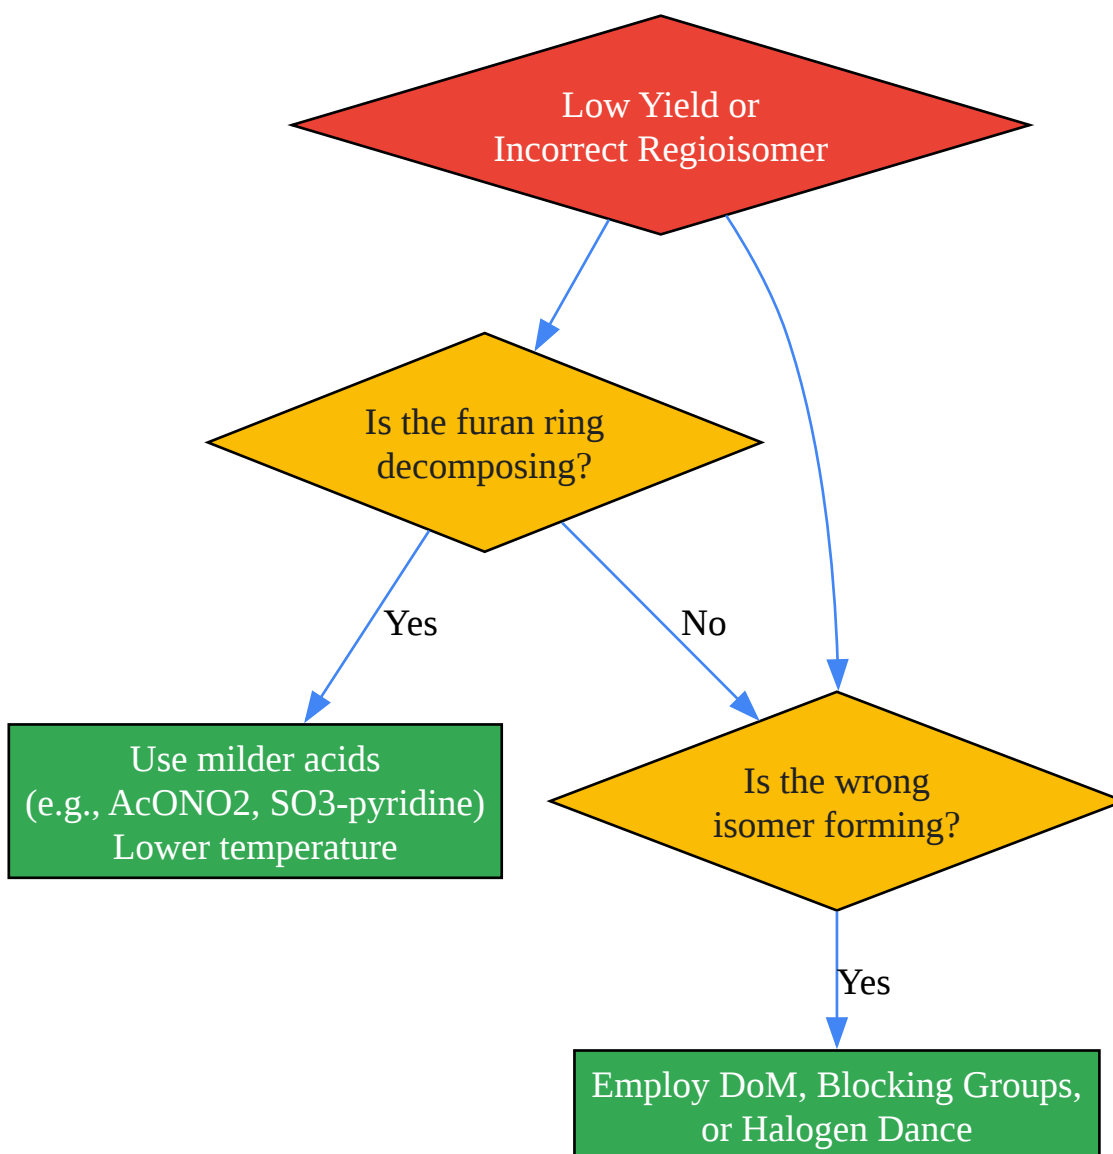 Low Yield or
Incorrect Regioisomer
Is the furan ring
decomposing?
Yes
No
Use milder acids
(e.g., AcONO2, SO3-pyridine)
Lower temperature
Is the wrong
isomer forming?
Yes
Employ DoM, Blocking Groups,
or Halogen Dance